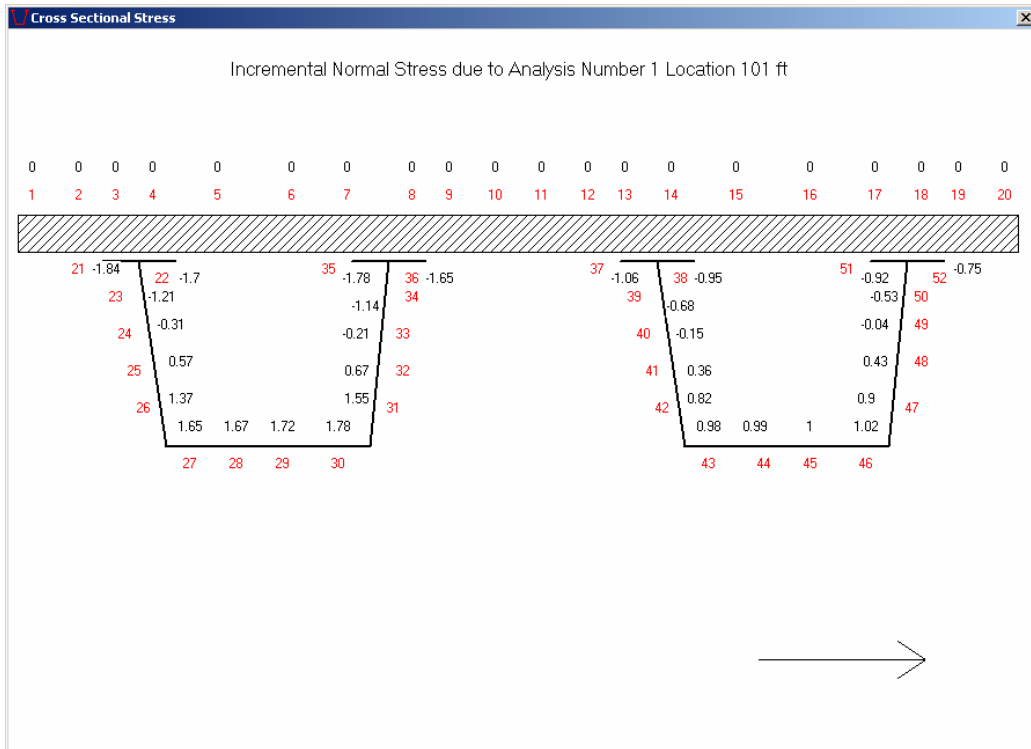 Cross Sectional Stress
Incremental Normal Stress due to Analysis Number 1 Location 101 ft
0 0 0 0 0 0 0 0 0 0 0 0 0 0 0 0 0 0 0 0
1 2 3 4 5 6 7 8 9 10 11 12 13 14 15 16 17 18 19 20
21 -1.84 22 -1.7 35 -1.78 36 -1.65 37 -1.06 38 -0.95 51 -0.92 52 -0.75
23 -1.21 -1.14 34 39 -0.68 -0.53 50
24 -0.31 -0.21 33 40 -0.15 -0.04 49
25 0.57 0.67 32 41 0.36 0.43 48
26 1.37 1.55 31 42 0.82 0.9 47
1.65 1.67 1.72 1.78 0.98 0.99 1 1.02
27 28 29 30 43 44 45 46